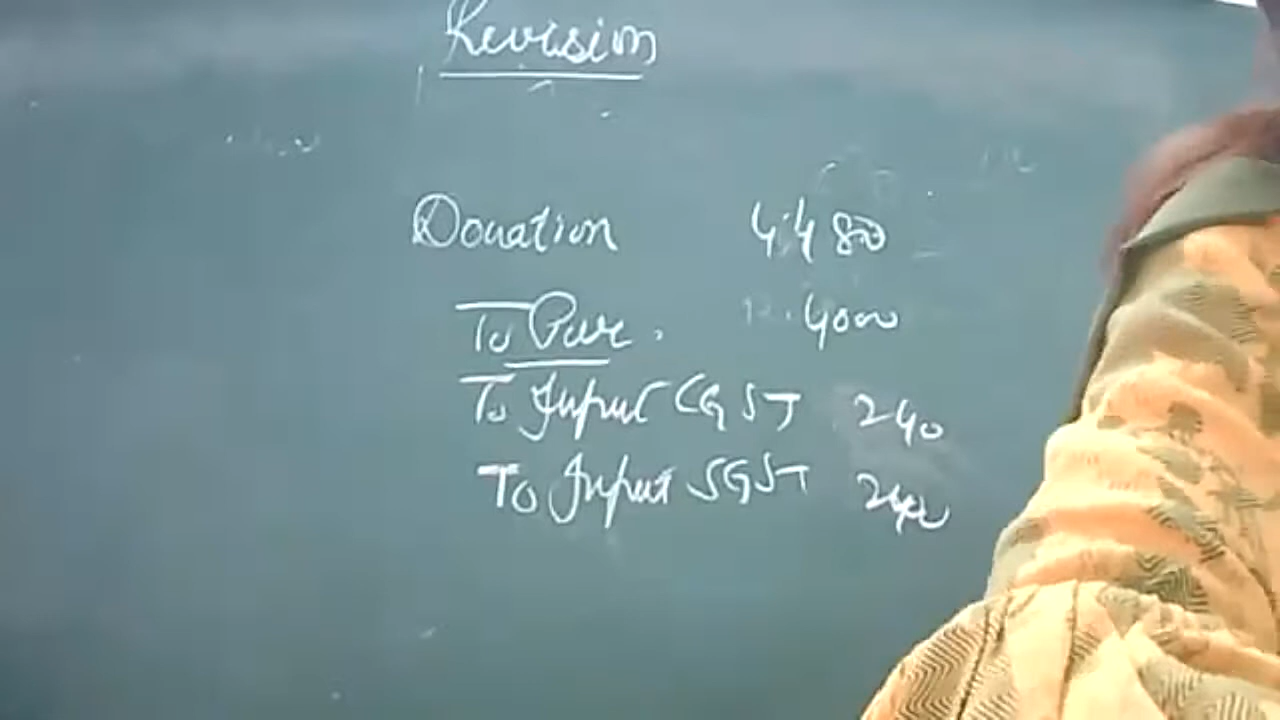 Revision
Donation 4480
To Pur. 4000
To Input CGST 240
To Input SGST 240